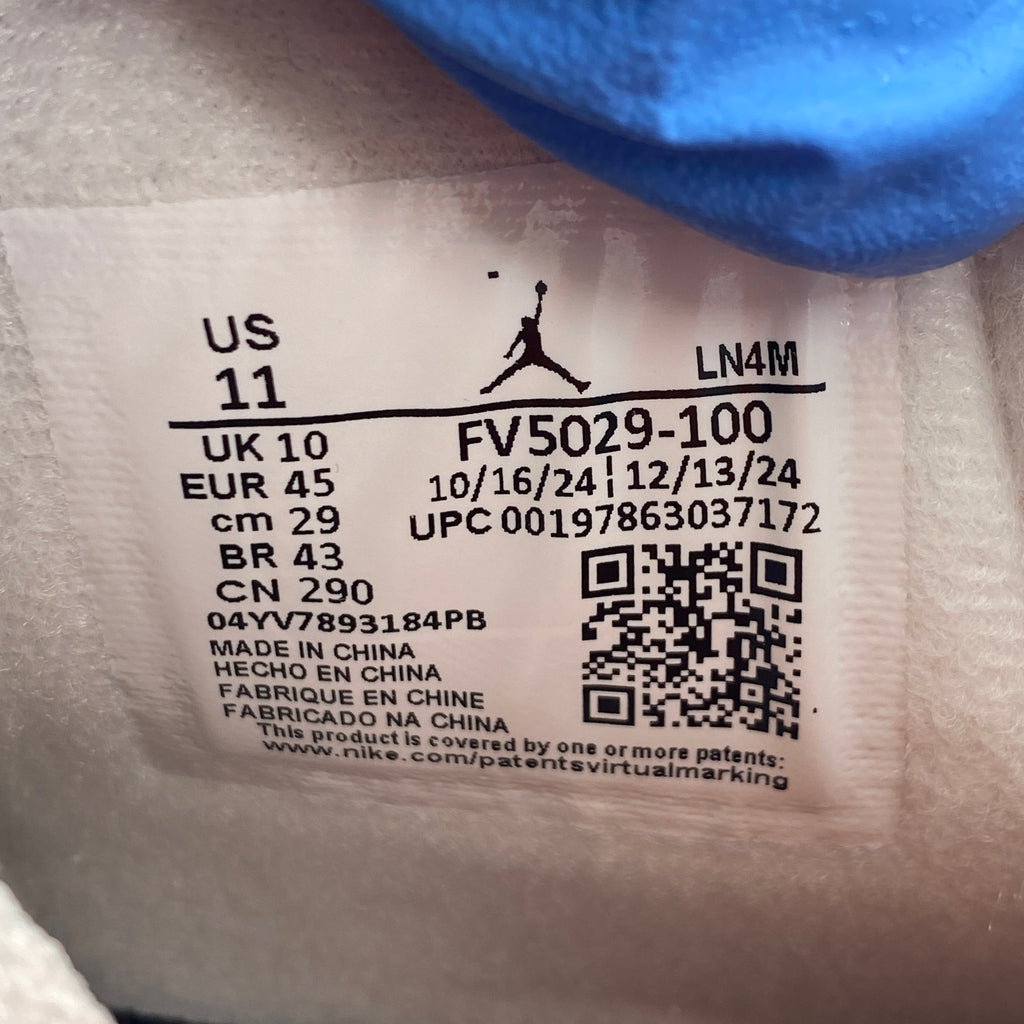 US
11
LN4M
UK 10
EUR 45
cm 29
BR 43
CN 290
FV5029-100
10/16/24 ¦ 12/13/24
UPC 00197863037172
04YV7893184PB
MADE IN CHINA
HECHO EN CHINA
FABRIQUE EN CHINE
FABRICADO NA CHINA
This product is covered by one or more patents:
www.nike.com/patentsvirtualmarking